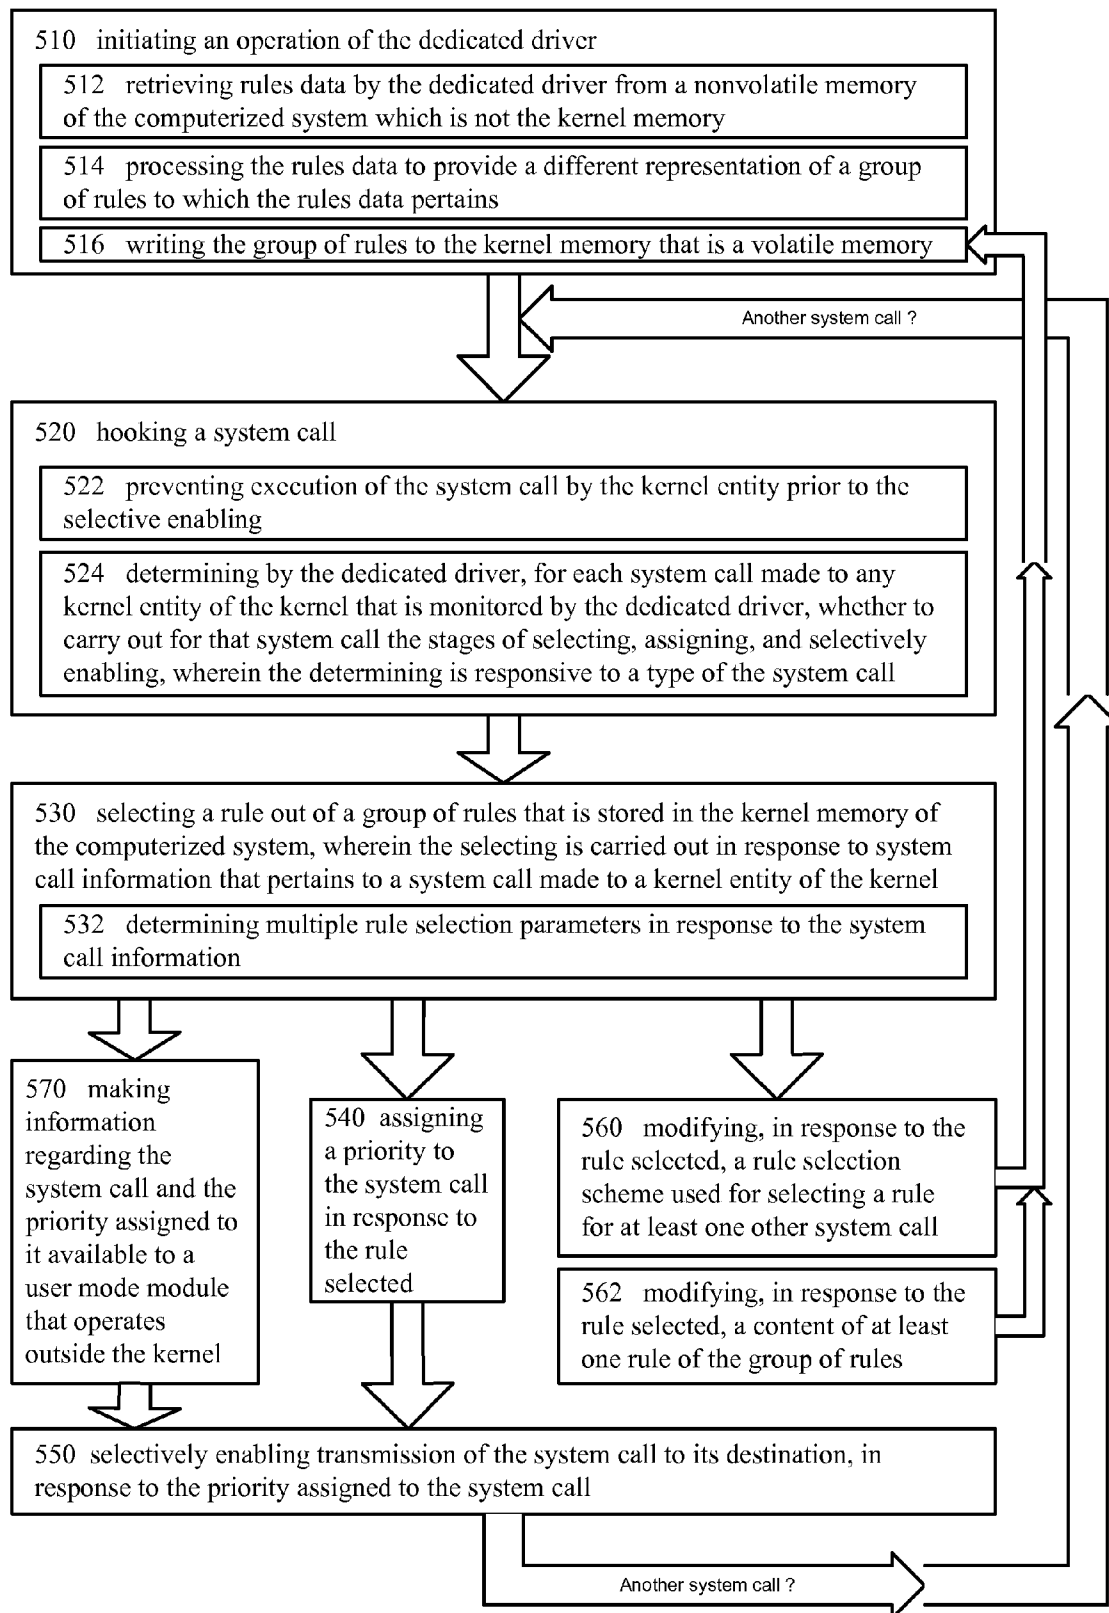 510 initiating an operation of the dedicated driver
512 retrieving rules data by the dedicated driver from a nonvolatile memory
of the computerized system which is not the kernel memory
514 processing the rules data to provide a different representation of a group
of rules to which the rules data pertains
516 writing the group of rules to the kernel memory that is a volatile memory
Another system call ?
520 hooking a system call
522 preventing execution of the system call by the kernel entity prior to the
selective enabling
524 determining by the dedicated driver, for each system call made to any
kernel entity of the kernel that is monitored by the dedicated driver, whether to
carry out for that system call the stages of selecting, assigning, and selectively
enabling, wherein the determining is responsive to a type of the system call
530 selecting a rule out of a group of rules that is stored in the kernel memory of
the computerized system, wherein the selecting is carried out in response to system
call information that pertains to a system call made to a kernel entity of the kernel
532 determining multiple rule selection parameters in response to the system
call information
570 making
information
regarding the
system call and the
priority assigned to
it available to a
user mode module
that operates
outside the kernel
540 assigning
a priority to
the system call
in response to
the rule
selected
560 modifying, in response to the
rule selected, a rule selection
scheme used for selecting a rule
for at least one other system call
562 modifying, in response to the
rule selected, a content of at least
one rule of the group of rules
550 selectively enabling transmission of the system call to its destination, in
response to the priority assigned to the system call
Another system call ?